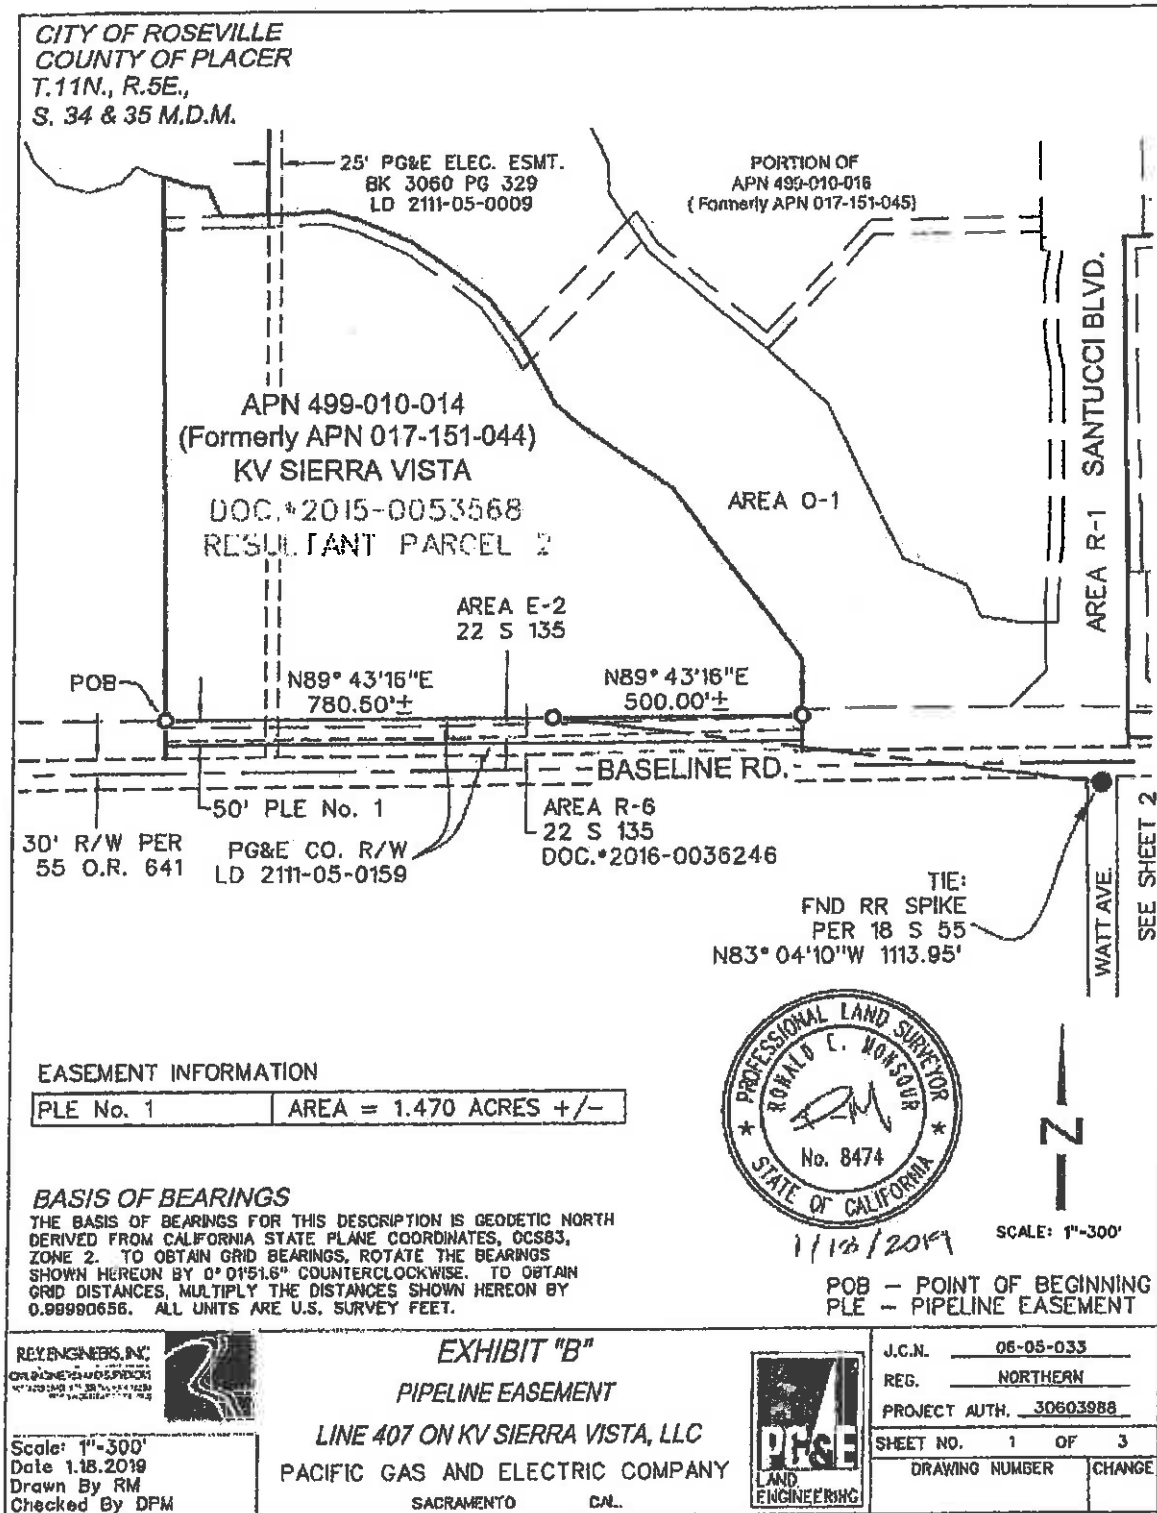 CITY OF ROSEVILLE
COUNTY OF PLACER
T.11N., R.5E.,
S. 34 & 35 M.D.M.
25' PG&E ELEC. ESMT.
BK 3060 PG 329
LD 2111-05-0009
PORTION OF
APN 499-010-016
( Formerly APN 017-151-045)
APN 499-010-014
(Formerly APN 017-151-044)
KV SIERRA VISTA
DOC.#2015-0053568
RESULTANT PARCEL 2
AREA O-1
AREA R-1 SANTUCCI BLVD.
AREA E-2
22 S 135
POB
N89° 43'16"E
780.50'±
N89° 43'16"E
500.00'±
BASELINE RD.
50' PLE No. 1
30' R/W PER
55 O.R. 641
PG&E CO. R/W
LD 2111-05-0159
AREA R-6
22 S 135
DOC.#2016-0036246
TIE:
FND RR SPIKE
PER 18 S 55
N83° 04'10"W 1113.95'
WATT AVE.
SEE SHEET 2
EASEMENT INFORMATION
PLE No. 1 AREA = 1.470 ACRES +/-
PROFESSIONAL LAND SURVEYOR
RONALD E. MONSOUR
No. 8474
STATE OF CALIFORNIA
1/18/2019
N
SCALE: 1"-300'
BASIS OF BEARINGS
THE BASIS OF BEARINGS FOR THIS DESCRIPTION IS GEODETIC NORTH
DERIVED FROM CALIFORNIA STATE PLANE COORDINATES, CCS83,
ZONE 2. TO OBTAIN GRID BEARINGS, ROTATE THE BEARINGS
SHOWN HEREON BY 0° 01'51.6" COUNTERCLOCKWISE. TO OBTAIN
GRID DISTANCES, MULTIPLY THE DISTANCES SHOWN HEREON BY
0.99990656. ALL UNITS ARE U.S. SURVEY FEET.
POB - POINT OF BEGINNING
PLE - PIPELINE EASEMENT
REY ENGINEERS, INC.
Scale: 1"-300'
Date 1.18.2019
Drawn By RM
Checked By DPM
EXHIBIT "B"
PIPELINE EASEMENT
LINE 407 ON KV SIERRA VISTA, LLC
PACIFIC GAS AND ELECTRIC COMPANY
SACRAMENTO CAL.
PG&E
LAND
ENGINEERING
J.C.N. 06-05-033
REG. NORTHERN
PROJECT AUTH. 30603988
SHEET NO. 1 OF 3
DRAWING NUMBER CHANGE